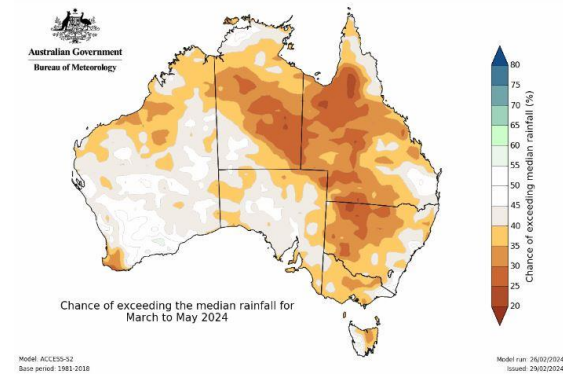 Australian Government
Bureau of Meteorology
80
75
70
65
60
55
50
45
40
35
30
25
20
Chance of exceeding median rainfall (%)
Chance of exceeding the median rainfall for
March to May 2024
Model: ACCESS-S2
Base period: 1981-2018
Model run: 26/02/2024
Issued: 29/02/2024